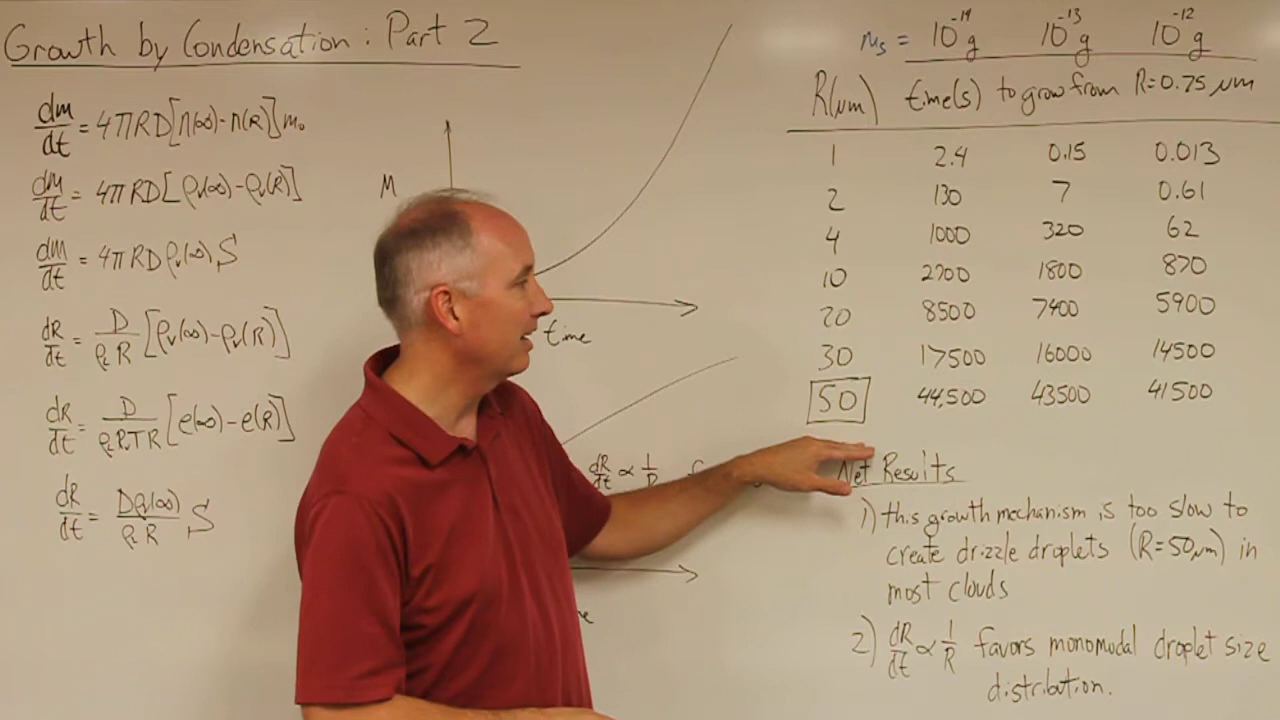 Growth by Condensation: Part 2
dm/dt = 4πRD[n(∞)-n(R)]m₀
dm/dt = 4πRD[ρᵥ(∞)-ρᵥ(R)]
dm/dt = 4πRDρᵥ(∞)S
dR/dt = D/ρ_L R [ρᵥ(∞)-ρᵥ(R)]
dR/dt = D/ρ_L RᵥTR [e(∞)-e(R)]
dR/dt = Dρᵥ(∞)/ρ_L R S
M
time
dR/dt ∝ 1/R
ms = 10⁻¹⁴g 10⁻¹³g 10⁻¹²g
R(μm) time(s) to grow from R=0.75 μm
1 2.4 0.15 0.013
2 130 7 0.61
4 1000 320 62
10 2700 1800 870
20 8500 7400 5900
30 17500 16000 14500
50 44,500 43500 41500
Net Results
1) this growth mechanism is too slow to
create drizzle droplets (R=50μm) in
most clouds
2) dR/dt ∝ 1/R favors monomodal droplet size
distribution.